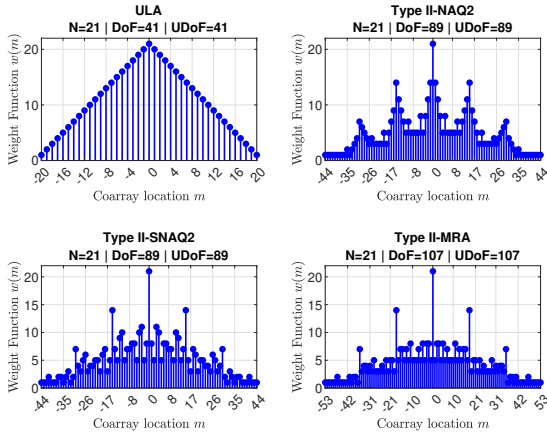 ULA
N=21 | DoF=41 | UDoF=41
Weight Function w(m)
20
10
0
-20 -16 -12 -8 -4 0 4 8 12 16 20
Coarray location m
Type II-NAQ2
N=21 | DoF=89 | UDoF=89
Weight Function w(m)
20
10
0
-44 -35 -26 -17 -8 0 8 17 26 35 44
Coarray location m
Type II-SNAQ2
N=21 | DoF=89 | UDoF=89
Weight Function w(m)
20
15
10
5
0
-44 -35 -26 -17 -8 0 8 17 26 35 44
Coarray location m
Type II-MRA
N=21 | DoF=107 | UDoF=107
Weight Function w(m)
20
15
10
5
0
-53 -42 -31 -21 -10 0 10 21 31 42 53
Coarray location m